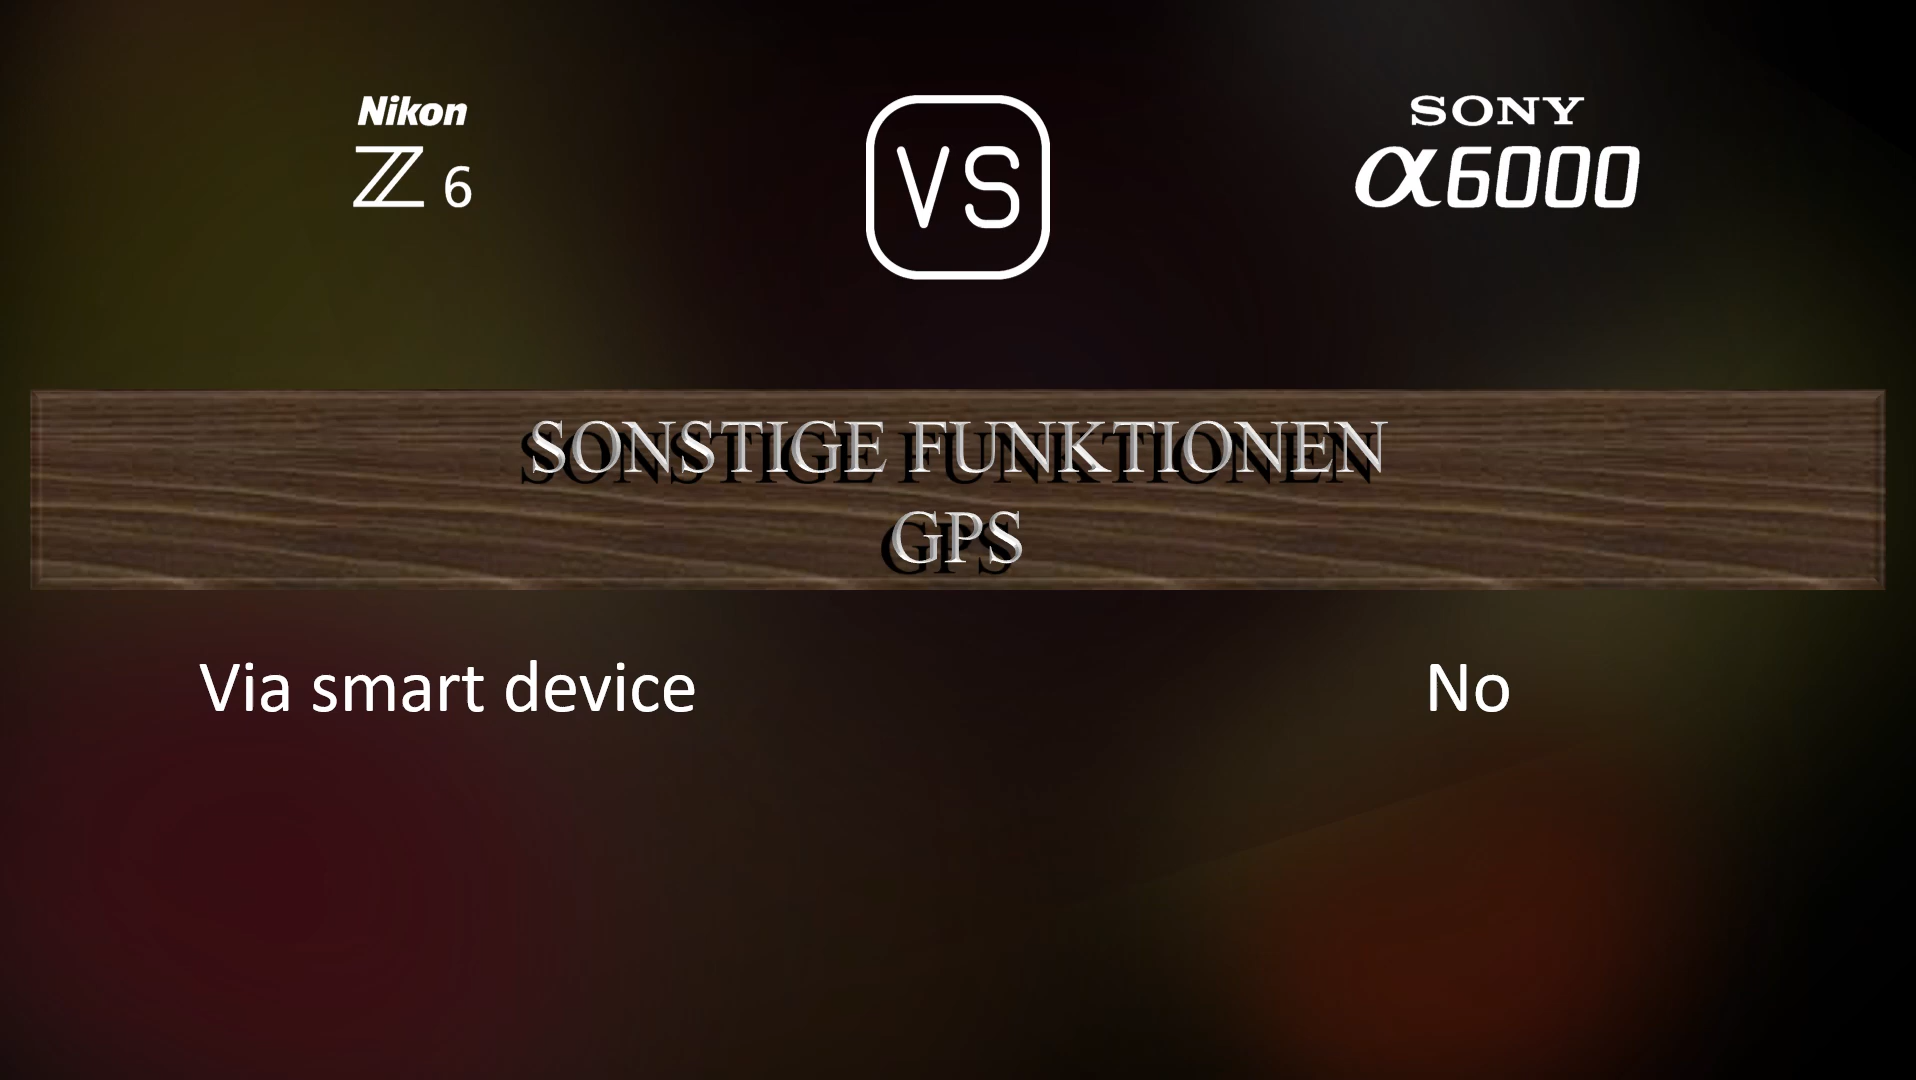 Nikon
Z 6
VS
SONY
α6000
SONSTIGE FUNKTIONEN
GPS
Via smart device
No